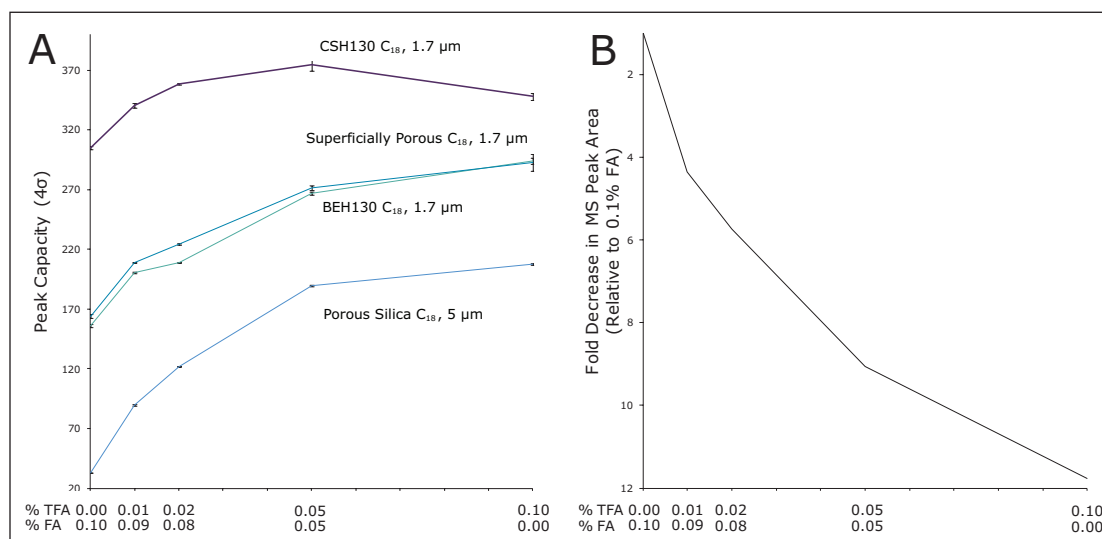 A
CSH130 C₁₈, 1.7 µm
370
320
Superficially Porous C₁₈, 1.7 µm
270
BEH130 C₁₈, 1.7 µm
220
170
Porous Silica C₁₈, 5 µm
120
70
20
Peak Capacity (4σ)
% TFA 0.00 0.01 0.02 0.05 0.10
% FA 0.10 0.09 0.08 0.05 0.00
B
2
4
6
8
10
12
Fold Decrease in MS Peak Area
(Relative to 0.1% FA)
% TFA 0.00 0.01 0.02 0.05 0.10
% FA 0.10 0.09 0.08 0.05 0.00